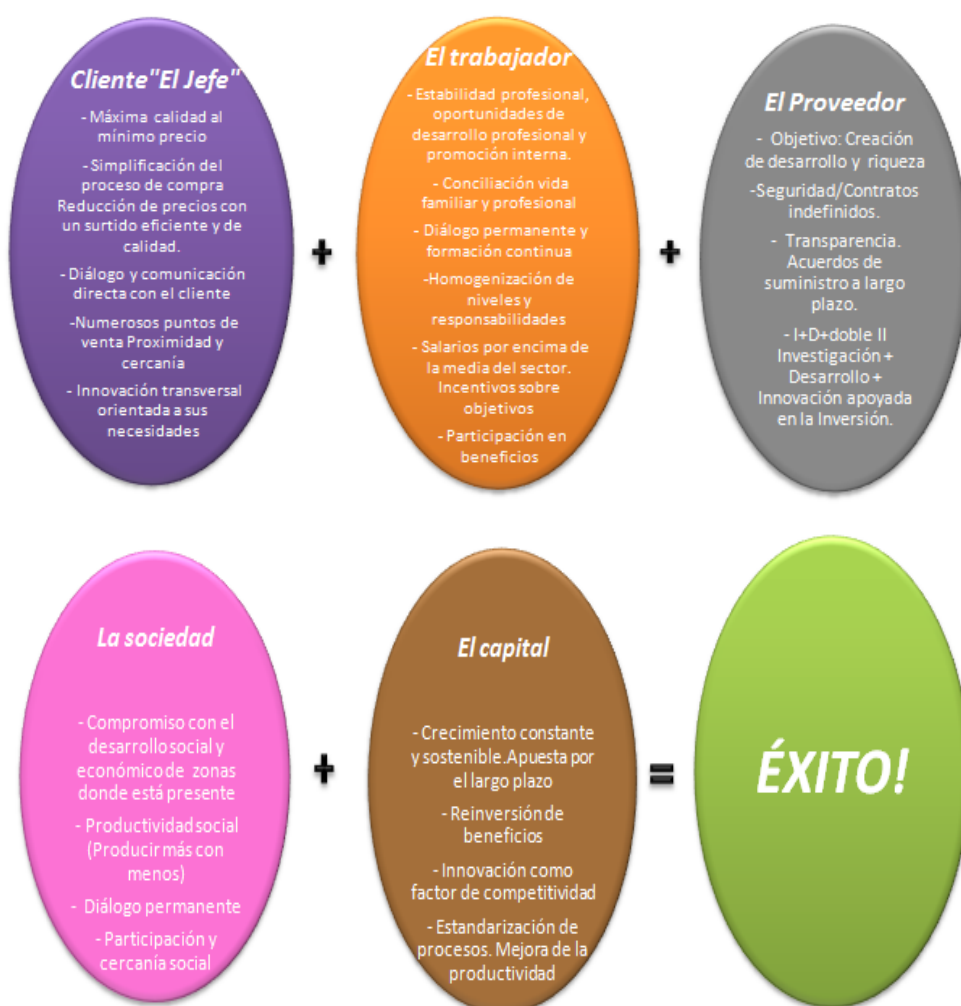 Cliente"El Jefe"
- Máxima calidad al
mínimo precio
- Simplificación del
proceso de compra
Reducción de precios con
un surtido eficiente y de
calidad.
- Diálogo y comunicación
directa con el cliente
-Numerosos puntos de
venta Proximidad y
cercanía
- Innovación transversal
orientada a sus
necesidades
+
El trabajador
- Estabilidad profesional,
oportunidades de
desarrollo profesional y
promoción interna.
- Conciliación vida
familiar y profesional
- Diálogo permanente y
formación continua
-Homogenización de
niveles y
responsabilidades
- Salarios por encima de
la media del sector.
Incentivos sobre
objetivos
- Participación en
beneficios
+
El Proveedor
- Objetivo: Creación
de desarrollo y riqueza
-Seguridad/Contratos
indefinidos.
- Transparencia.
Acuerdos de
suministro a largo
plazo.
- I+D+doble II
Investigación +
Desarrollo +
Innovación apoyada
en la Inversión.
La sociedad
- Compromiso con el
desarrollo social y
económico de zonas
donde está presente
- Productividad social
(Producir más con
menos)
- Diálogo permanente
- Participación y
cercanía social
+
El capital
- Crecimiento constante
y sostenible.Apuesta por
el largo plazo
- Reinversión de
beneficios
- Innovación como
factor de competitividad
- Estandarización de
procesos. Mejora de la
productividad
=
ÉXITO!